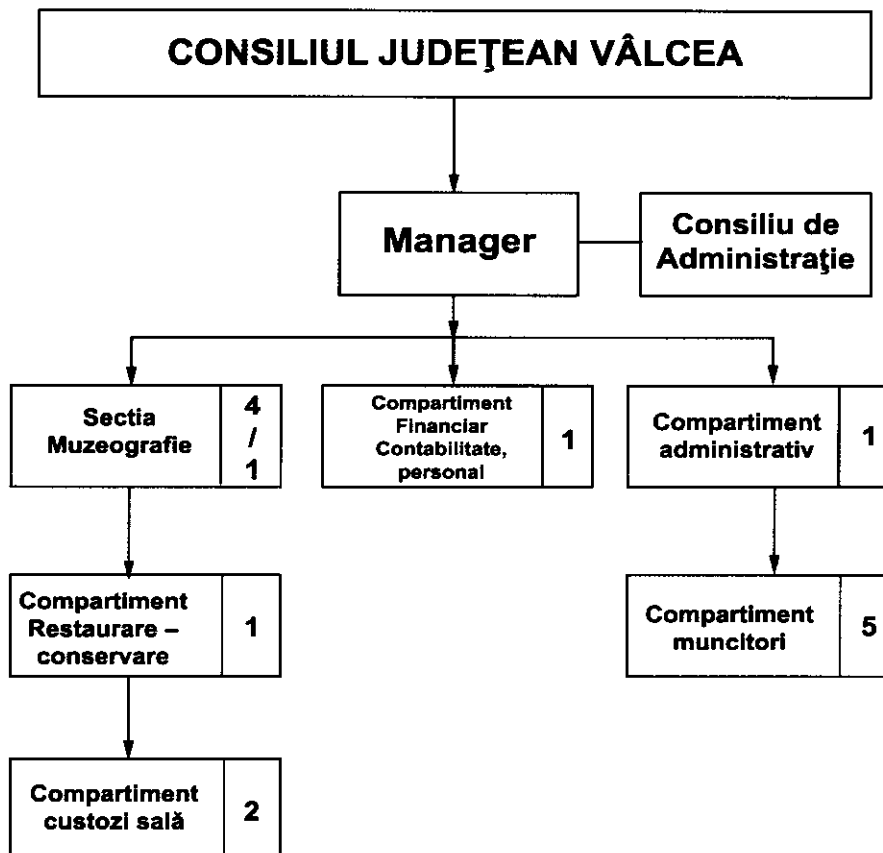 CONSILIUL JUDEŢEAN VÂLCEA
Manager
Consiliu de
Administraţie
Sectia
Muzeografie
4
/
1
Compartiment
Financiar
Contabilitate,
personal
1
Compartiment
administrativ
1
Compartiment
Restaurare –
conservare
1
Compartiment
muncitori
5
Compartiment
custozi sală
2